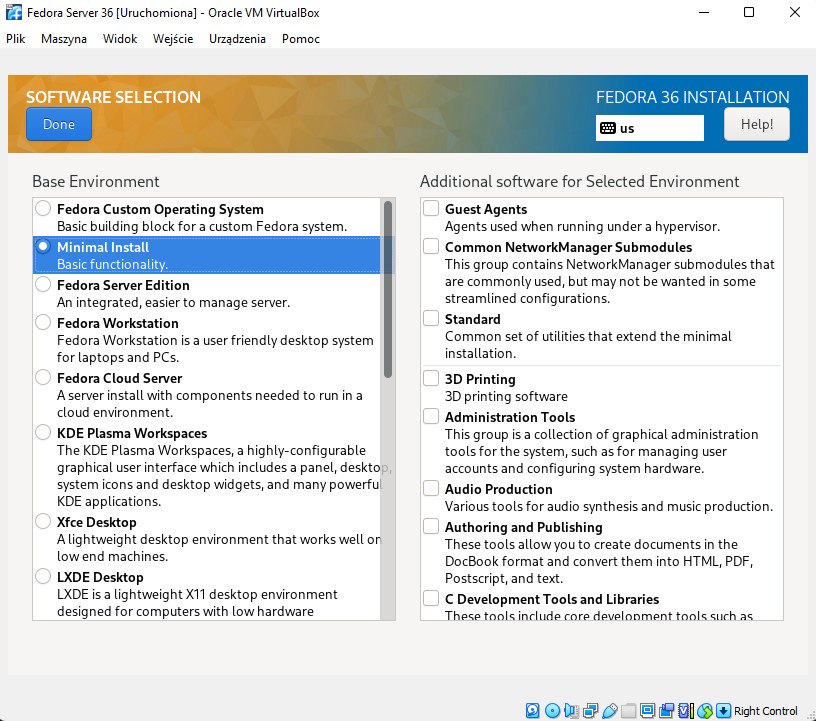 Fedora Server 36 [Uruchomiona] - Oracle VM VirtualBox
Plik Maszyna Widok Wejście Urządzenia Pomoc
SOFTWARE SELECTION
FEDORA 36 INSTALLATION
Done
us
Help!
Base Environment
Fedora Custom Operating System
Basic building block for a custom Fedora system.
Minimal Install
Basic functionality.
Fedora Server Edition
An integrated, easier to manage server.
Fedora Workstation
Fedora Workstation is a user friendly desktop system
for laptops and PCs.
Fedora Cloud Server
A server install with components needed to run in a
cloud environment.
KDE Plasma Workspaces
The KDE Plasma Workspaces, a highly-configurable
graphical user interface which includes a panel, desktop,
system icons and desktop widgets, and many powerful
KDE applications.
Xfce Desktop
A lightweight desktop environment that works well on
low end machines.
LXDE Desktop
LXDE is a lightweight X11 desktop environment
designed for computers with low hardware
Additional software for Selected Environment
Guest Agents
Agents used when running under a hypervisor.
Common NetworkManager Submodules
This group contains NetworkManager submodules that
are commonly used, but may not be wanted in some
streamlined configurations.
Standard
Common set of utilities that extend the minimal
installation.
3D Printing
3D printing software
Administration Tools
This group is a collection of graphical administration
tools for the system, such as for managing user
accounts and configuring system hardware.
Audio Production
Various tools for audio synthesis and music production.
Authoring and Publishing
These tools allow you to create documents in the
DocBook format and convert them into HTML, PDF,
Postscript, and text.
C Development Tools and Libraries
These tools include core development tools such as
Right Control